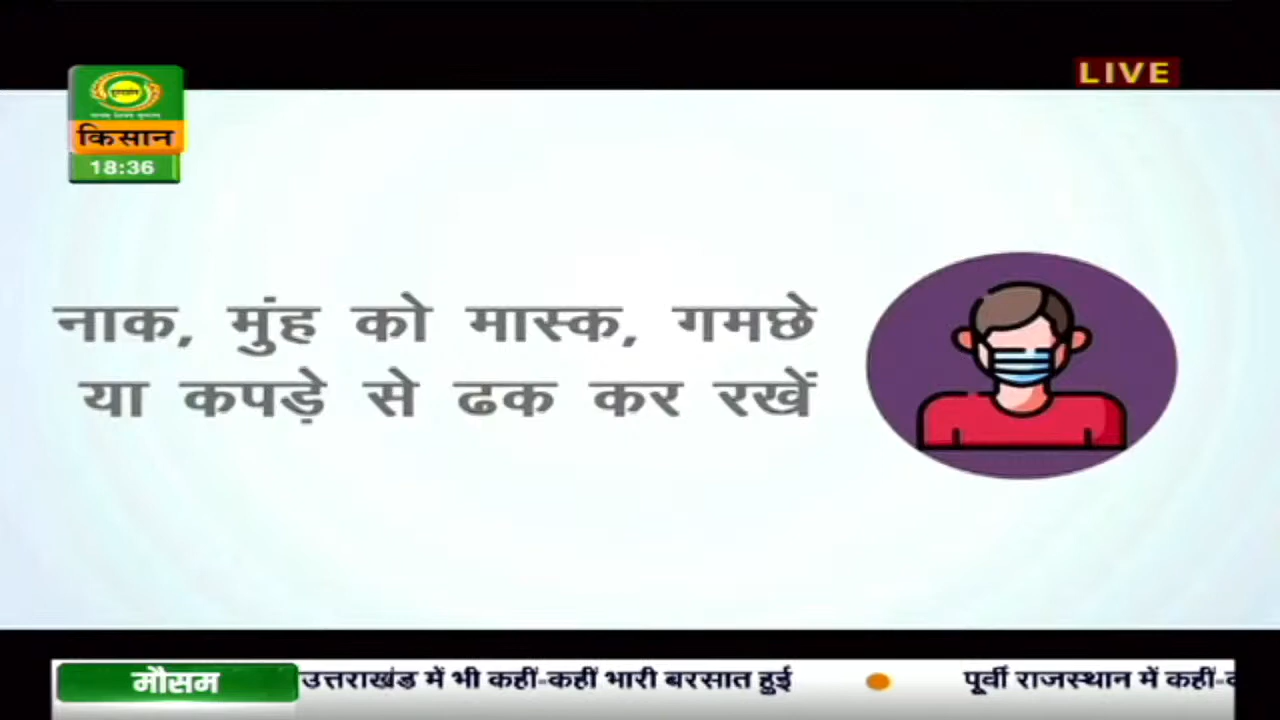 LIVE
किसान
18:36
नाक, मुंह को मास्क, गमछे
या कपड़े से ढक कर रखें
मौसम
उत्तराखंड में भी कहीं-कहीं भारी बरसात हुई
पूर्वी राजस्थान में कहीं-